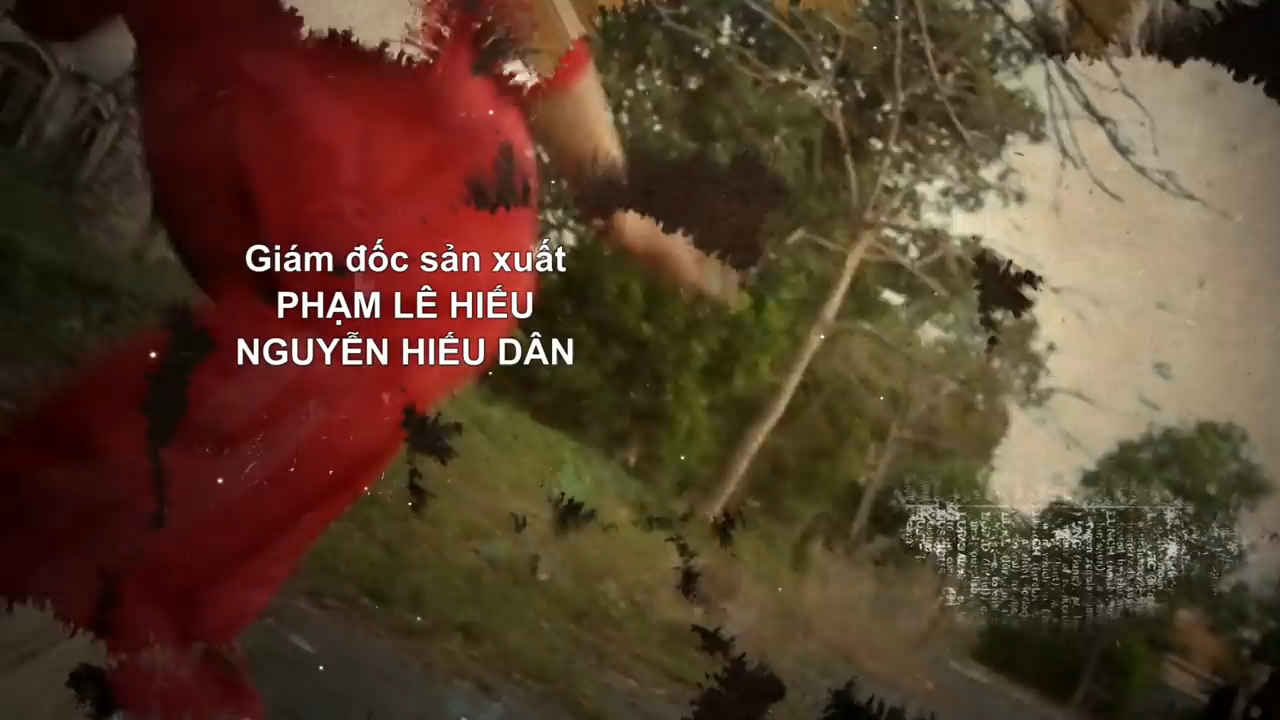 Giám đốc sản xuất
PHẠM LÊ HIẾU
NGUYỄN HIẾU DÂN